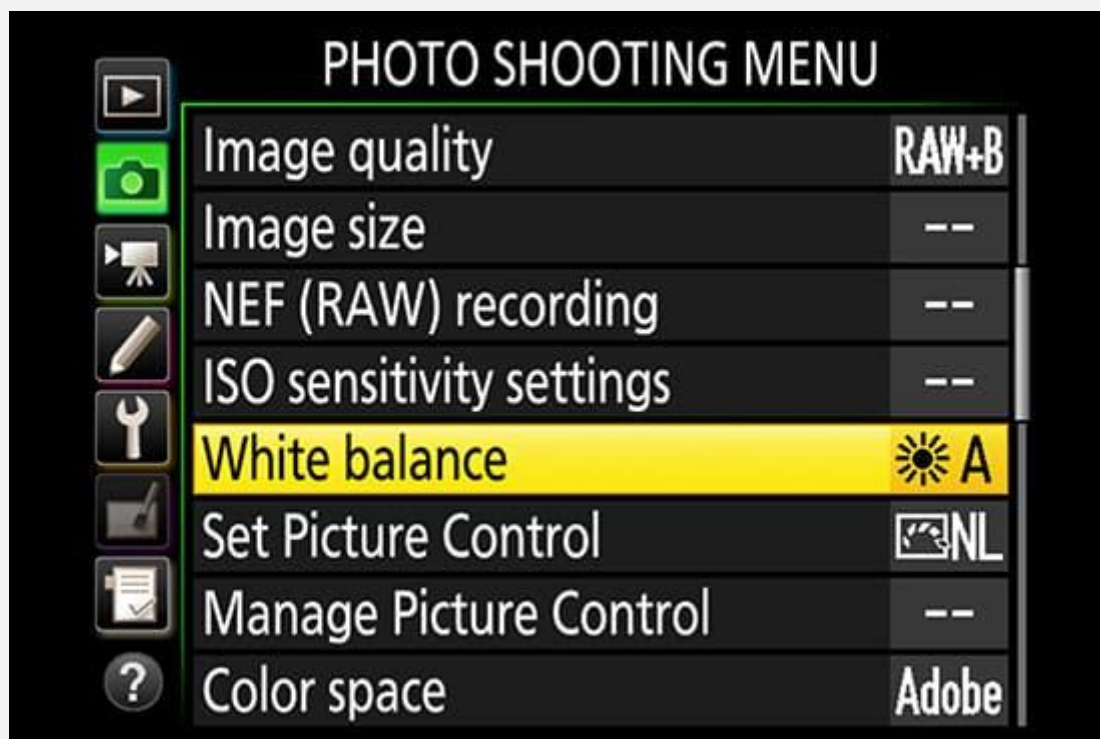 PHOTO SHOOTING MENU
Image quality RAW+B
Image size --
NEF (RAW) recording --
ISO sensitivity settings --
White balance A
Set Picture Control NL
Manage Picture Control --
Color space Adobe
?